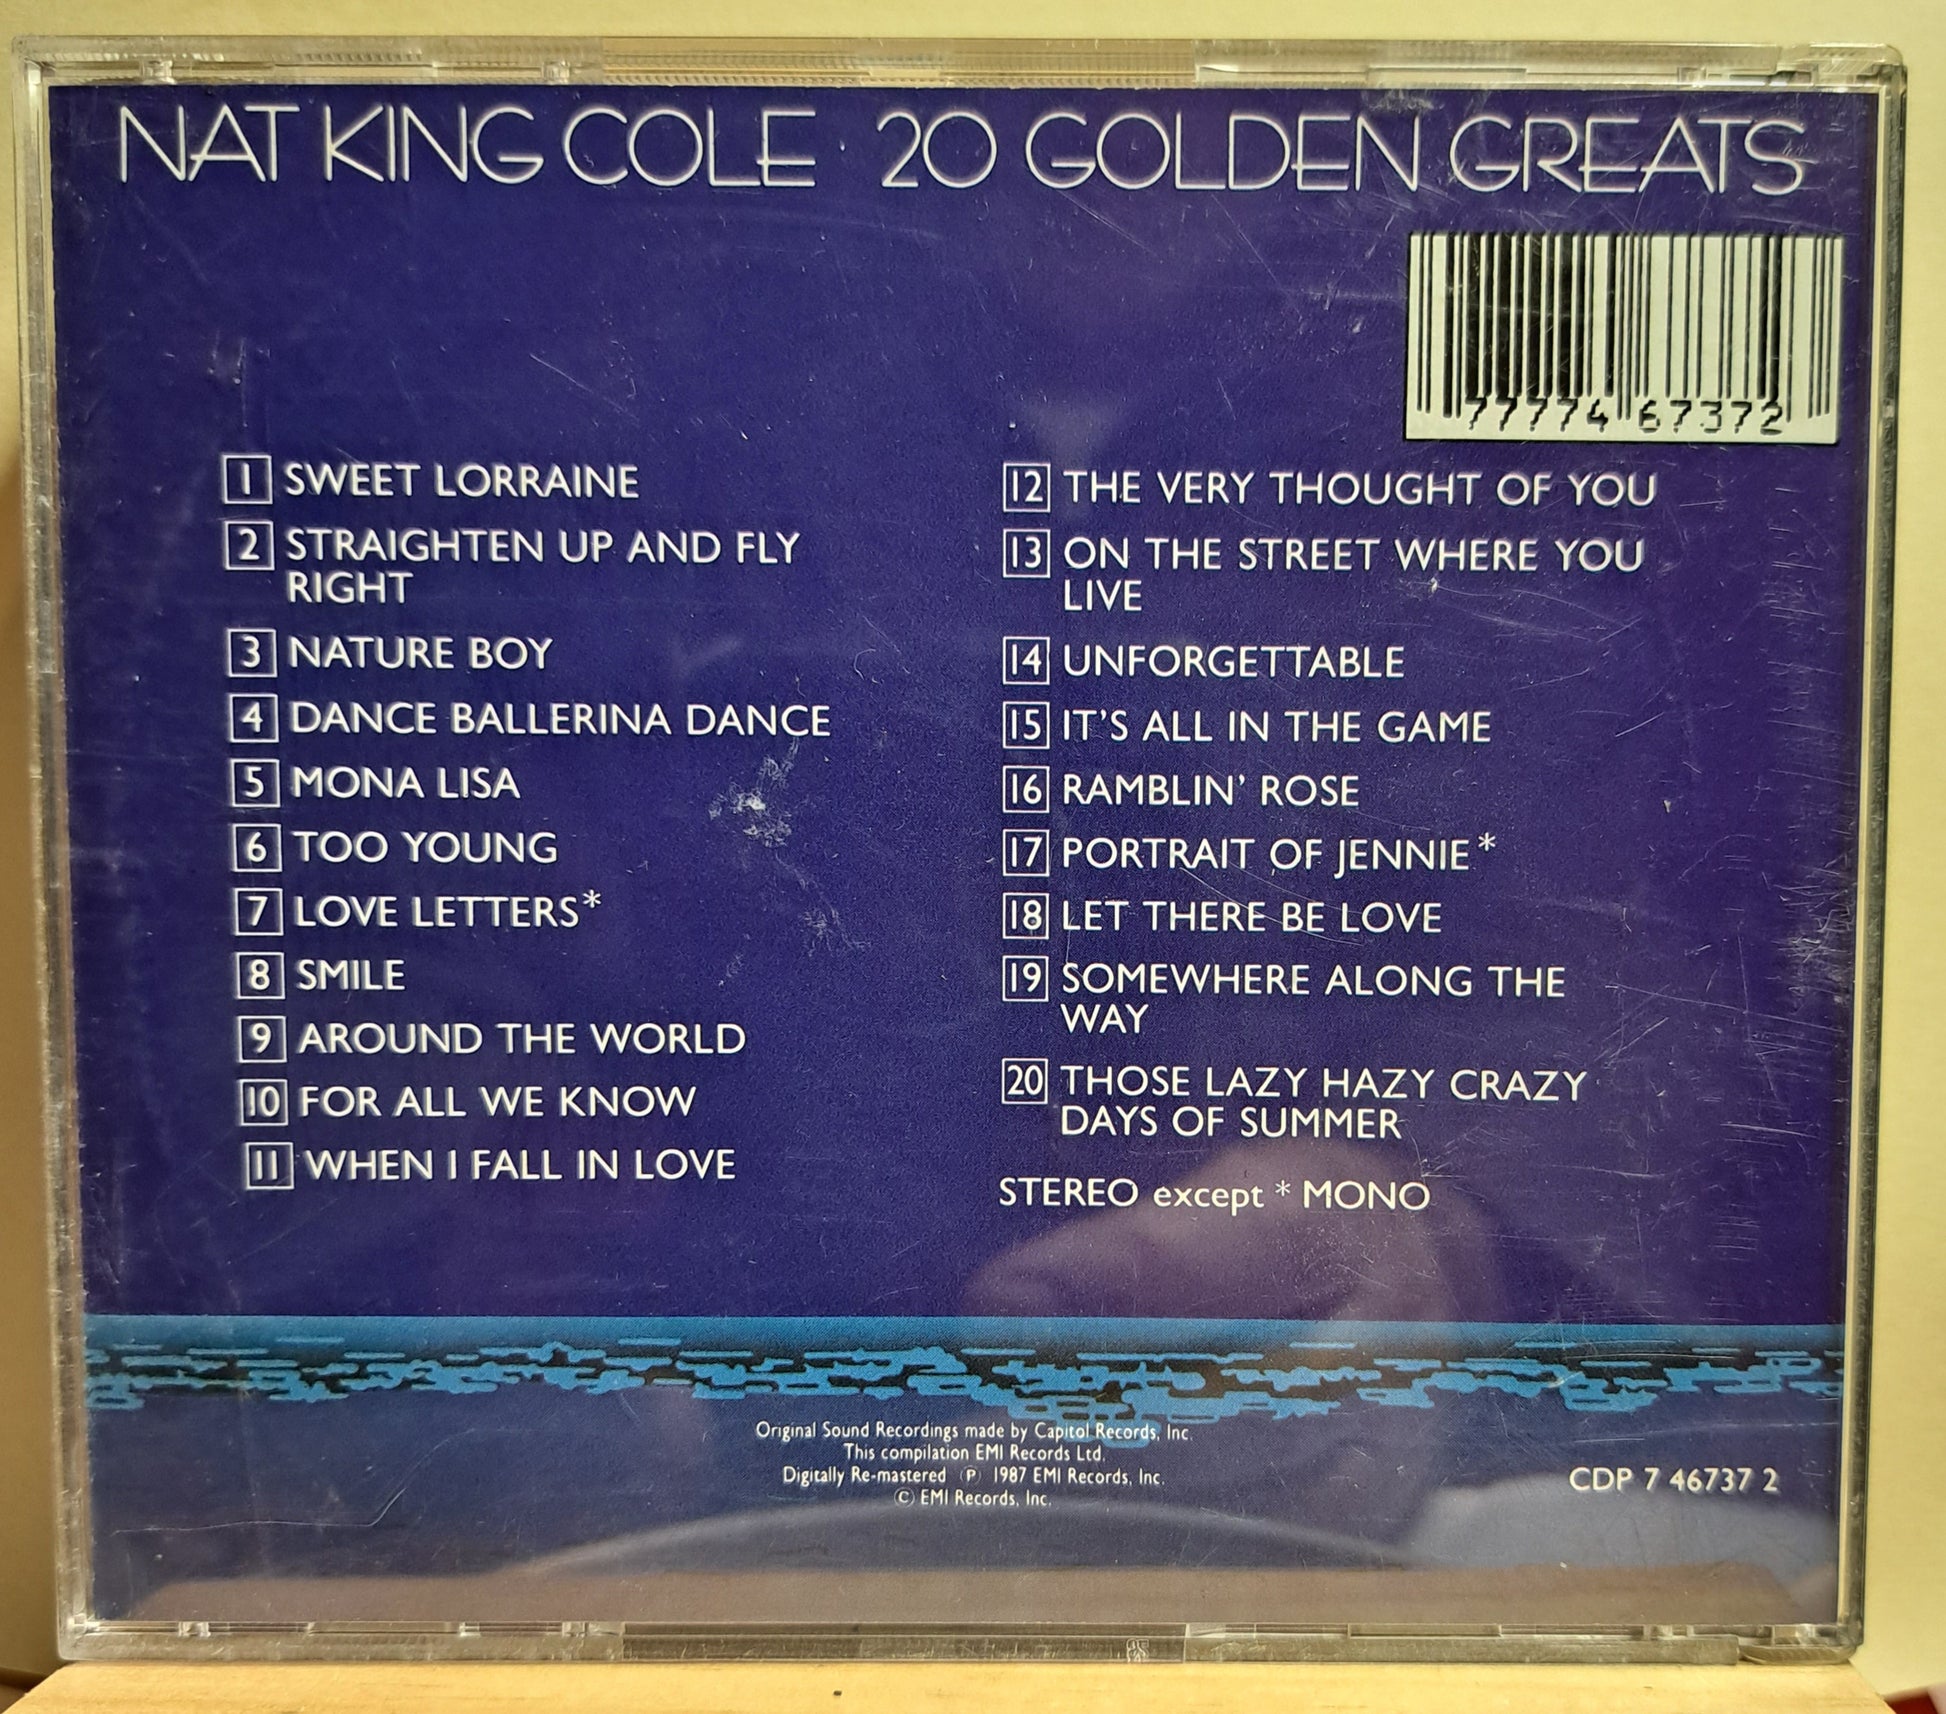 NAT KING COLE 20 GOLDEN GREATS
77774 67372
1 SWEET LORRAINE
2 STRAIGHTEN UP AND FLY
RIGHT
3 NATURE BOY
4 DANCE BALLERINA DANCE
5 MONA LISA
6 TOO YOUNG
7 LOVE LETTERS*
8 SMILE
9 AROUND THE WORLD
10 FOR ALL WE KNOW
11 WHEN I FALL IN LOVE
12 THE VERY THOUGHT OF YOU
13 ON THE STREET WHERE YOU
LIVE
14 UNFORGETTABLE
15 IT'S ALL IN THE GAME
16 RAMBLIN' ROSE
17 PORTRAIT OF JENNIE*
18 LET THERE BE LOVE
19 SOMEWHERE ALONG THE
WAY
20 THOSE LAZY HAZY CRAZY
DAYS OF SUMMER
STEREO except * MONO
Original Sound Recordings made by Capitol Records, Inc.
This compilation EMI Records Ltd.
Digitally Re-mastered Ⓟ 1987 EMI Records, Inc.
© EMI Records, Inc.
CDP 7 46737 2